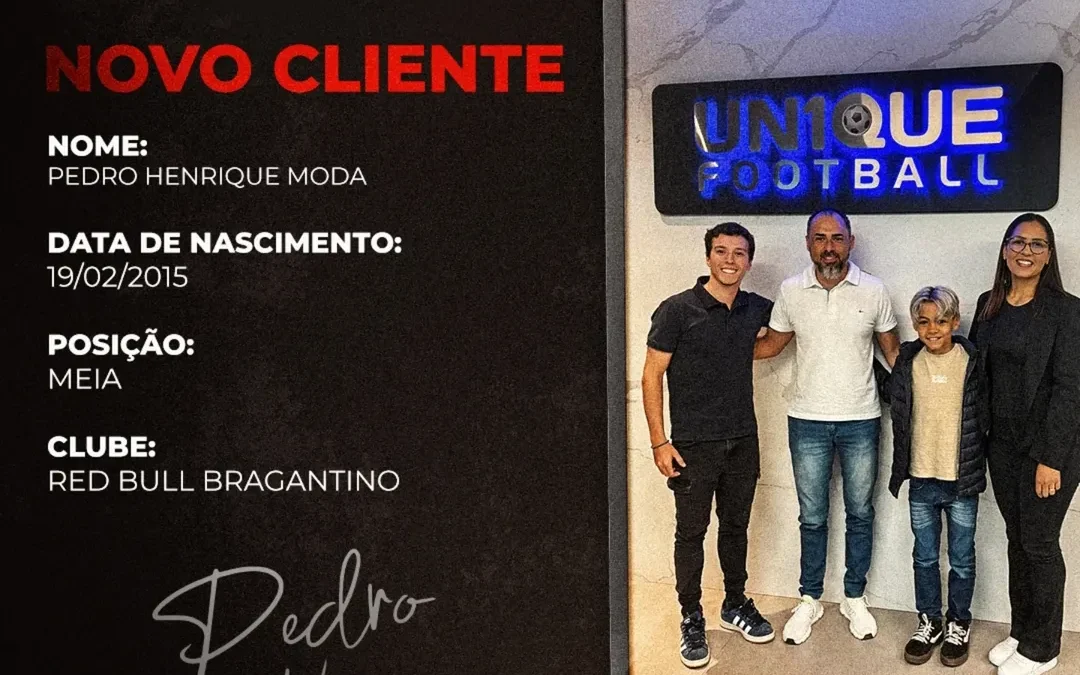 NOVO CLIENTE
NOME:
PEDRO HENRIQUE MODA
DATA DE NASCIMENTO:
19/02/2015
POSIÇÃO:
MEIA
CLUBE:
RED BULL BRAGANTINO
Pedro
UN1QUE
FOOTBALL